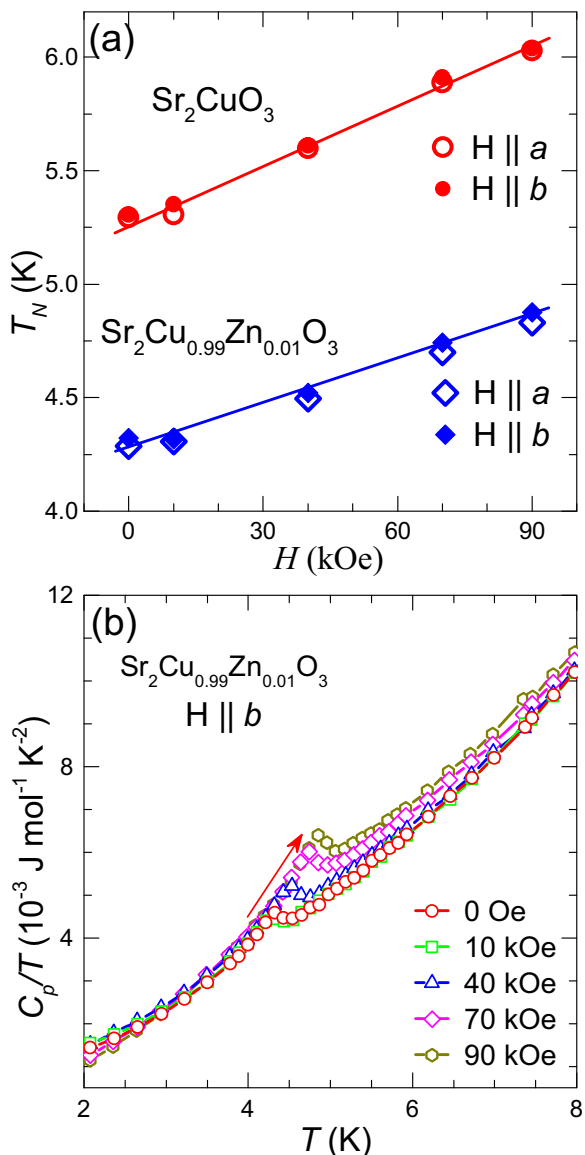 (a)
6.0
Sr₂CuO₃
H || a
H || b
5.5
T_N (K)
5.0
Sr₂Cu₀.₉₉Zn₀.₀₁O₃
H || a
4.5
H || b
4.0
0 30 60 90
H (kOe)
12
(b)
Sr₂Cu₀.₉₉Zn₀.₀₁O₃
H || b
8
C_p/T (10⁻³ J mol⁻¹ K⁻²)
4
0 Oe
10 kOe
40 kOe
70 kOe
90 kOe
2 4 6 8
T (K)